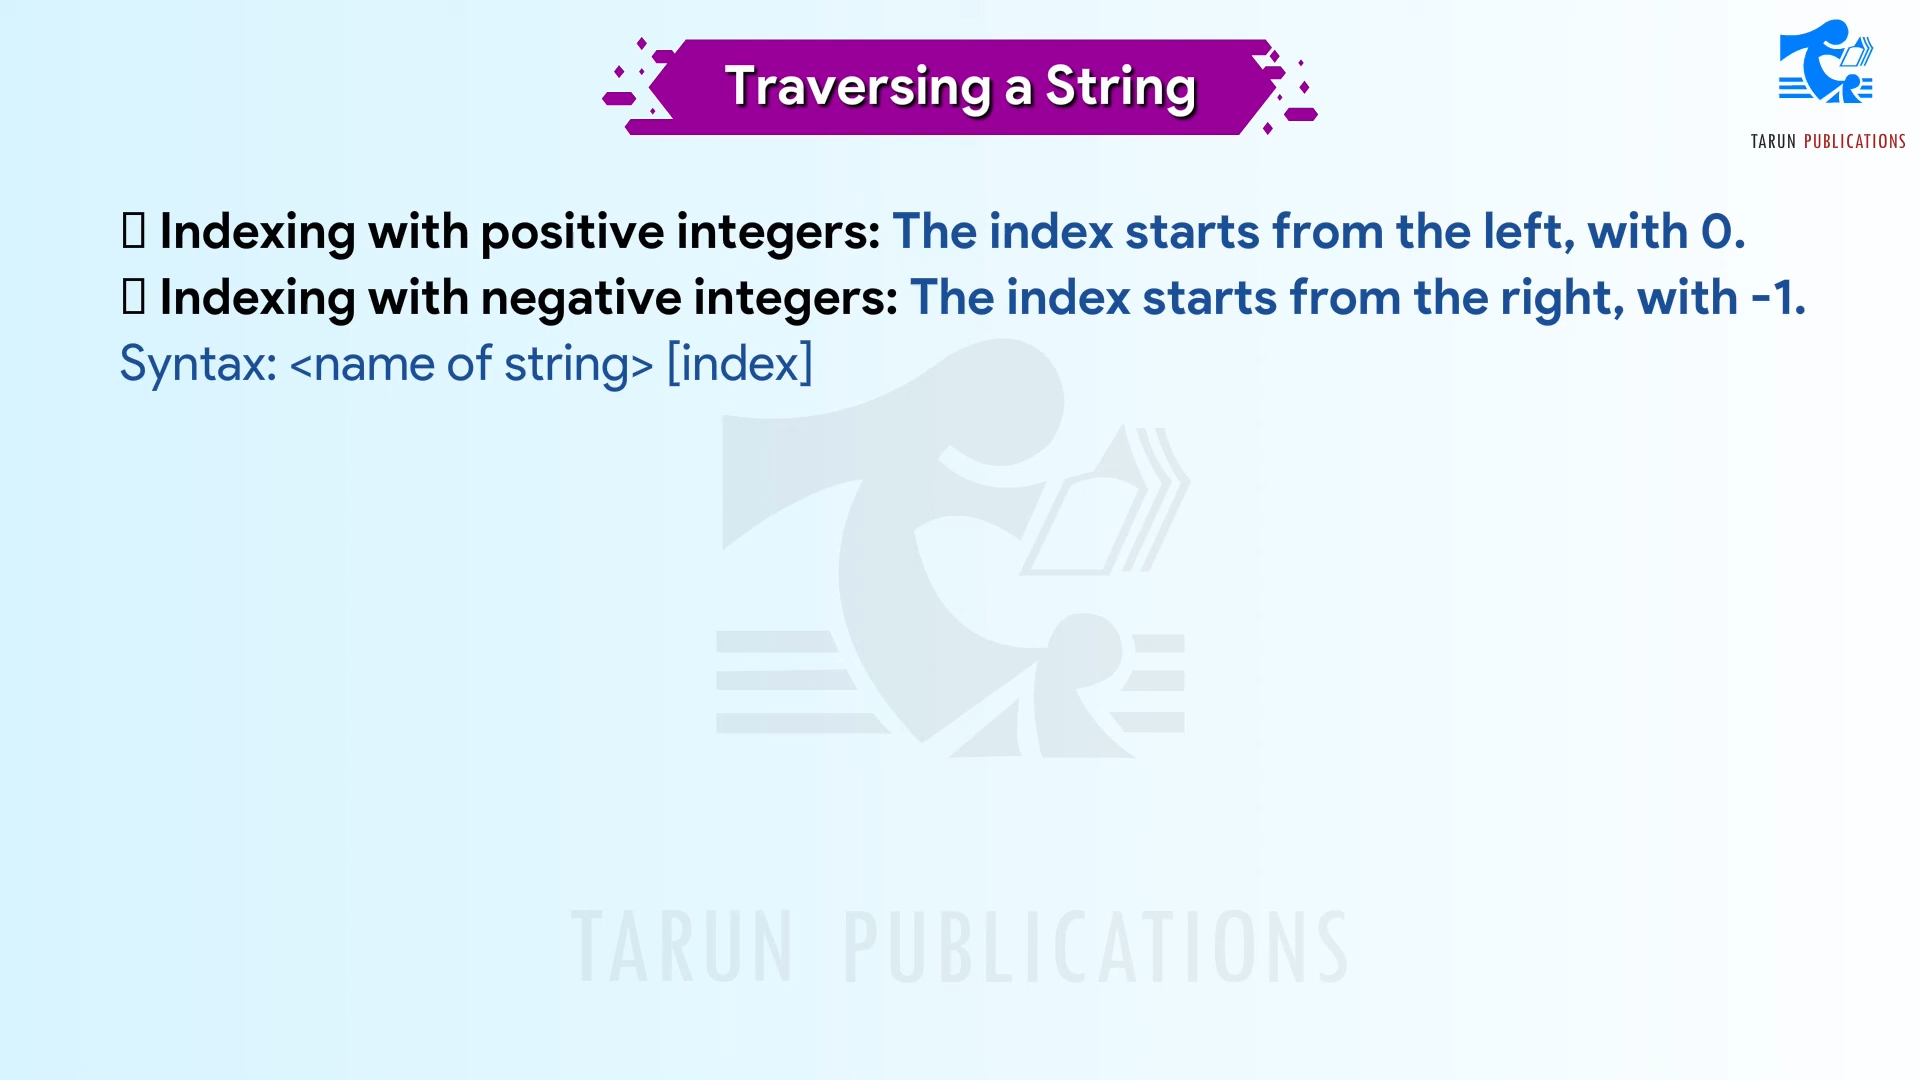 Traversing a String
TARUN PUBLICATIONS
▯ Indexing with positive integers: The index starts from the left, with 0.
▯ Indexing with negative integers: The index starts from the right, with -1.
Syntax: <name of string> [index]
TARUN PUBLICATIONS